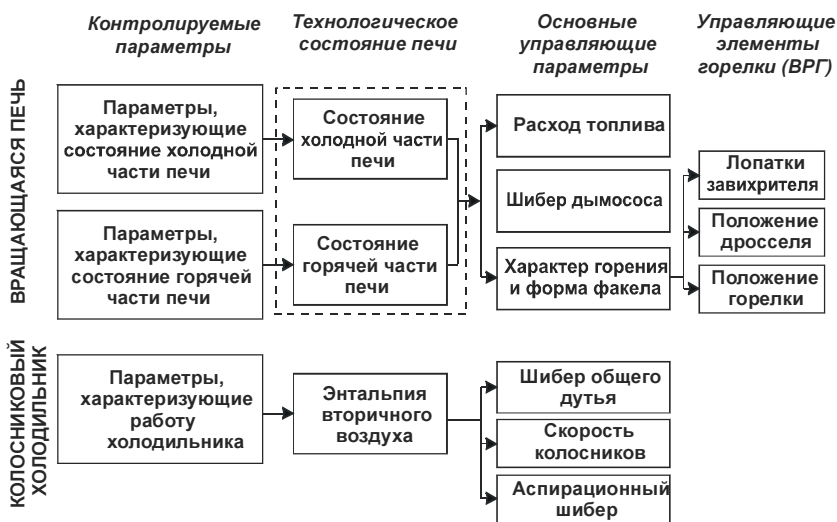 Контролируемые
параметры
Технологическое
состояние печи
Основные
управляющие
параметры
Управляющие
элементы
горелки (ВРГ)
ВРАЩАЮЩАЯСЯ ПЕЧЬ
Параметры,
характеризующие
состояние холодной
части печи
Состояние
холодной части
печи
Расход топлива
Шибер дымососа
Лопатки
завихрителя
Параметры,
характеризующие
состояние горячей
части печи
Состояние
горячей части
печи
Характер горения
и форма факела
Положение
дросселя
Положение
горелки
КОЛОСНИКОВЫЙ
ХОЛОДИЛЬНИК
Параметры,
характеризующие
работу
холодильника
Энтальпия
вторичного
воздуха
Шибер общего
дутья
Скорость
колосников
Аспирационный
шибер